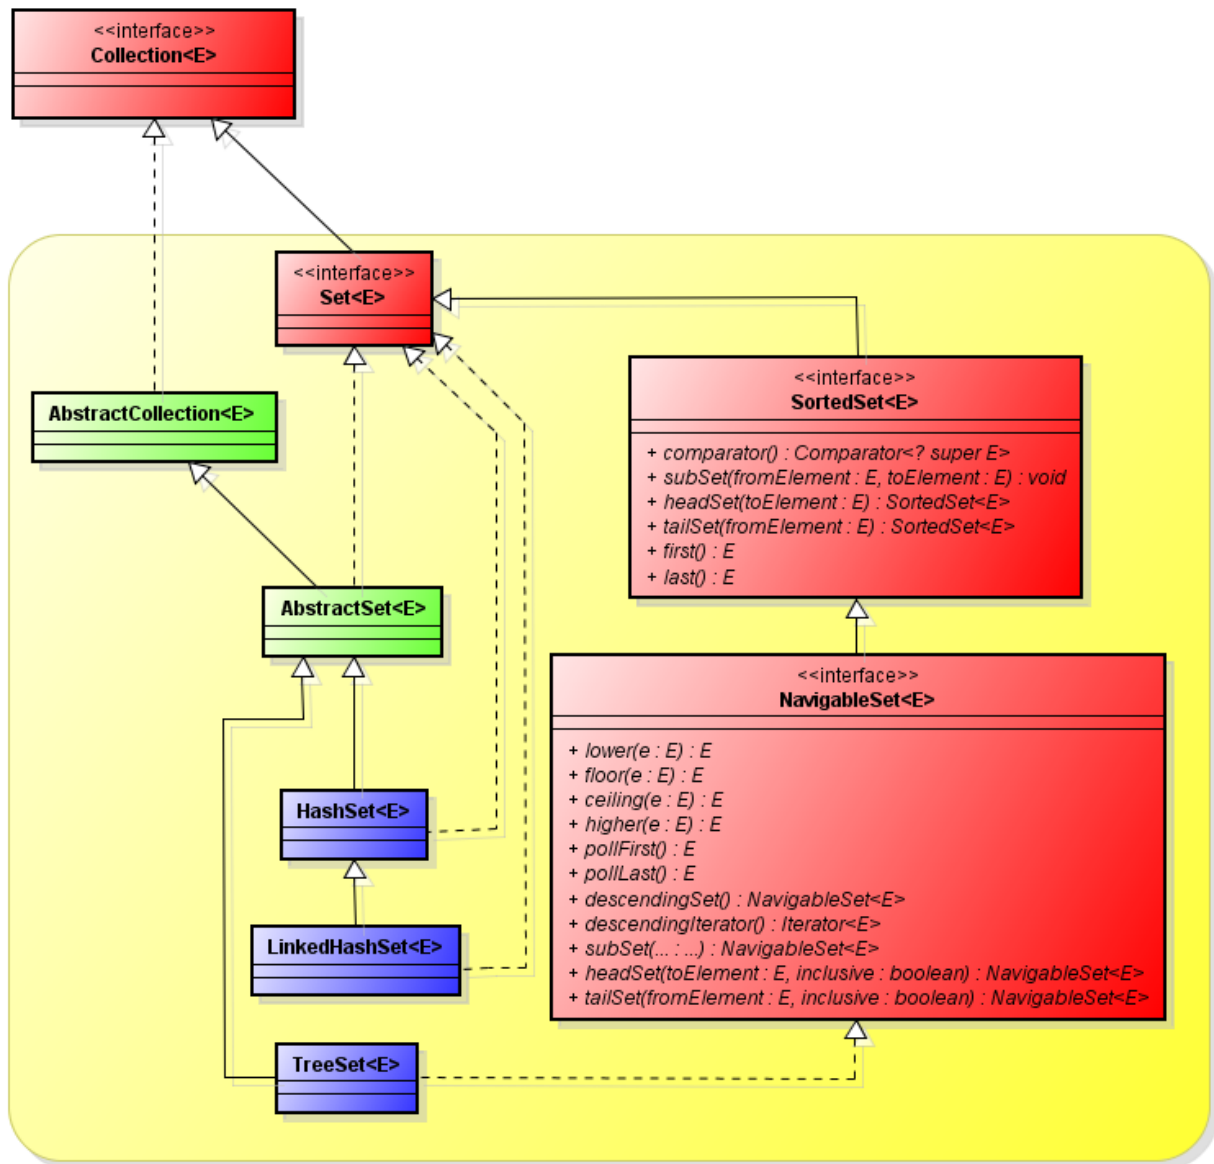 <<interface>>
Collection<E>
<<interface>>
Set<E>
<<interface>>
SortedSet<E>
+ comparator() : Comparator<? super E>
+ subSet(fromElement : E, toElement : E) : void
+ headSet(toElement : E) : SortedSet<E>
+ tailSet(fromElement : E) : SortedSet<E>
+ first() : E
+ last() : E
AbstractCollection<E>
AbstractSet<E>
<<interface>>
NavigableSet<E>
+ lower(e : E) : E
+ floor(e : E) : E
+ ceiling(e : E) : E
+ higher(e : E) : E
+ pollFirst() : E
+ pollLast() : E
+ descendingSet() : NavigableSet<E>
+ descendingIterator() : Iterator<E>
+ subSet(... : ...) : NavigableSet<E>
+ headSet(toElement : E, inclusive : boolean) : NavigableSet<E>
+ tailSet(fromElement : E, inclusive : boolean) : NavigableSet<E>
HashSet<E>
LinkedHashSet<E>
TreeSet<E>